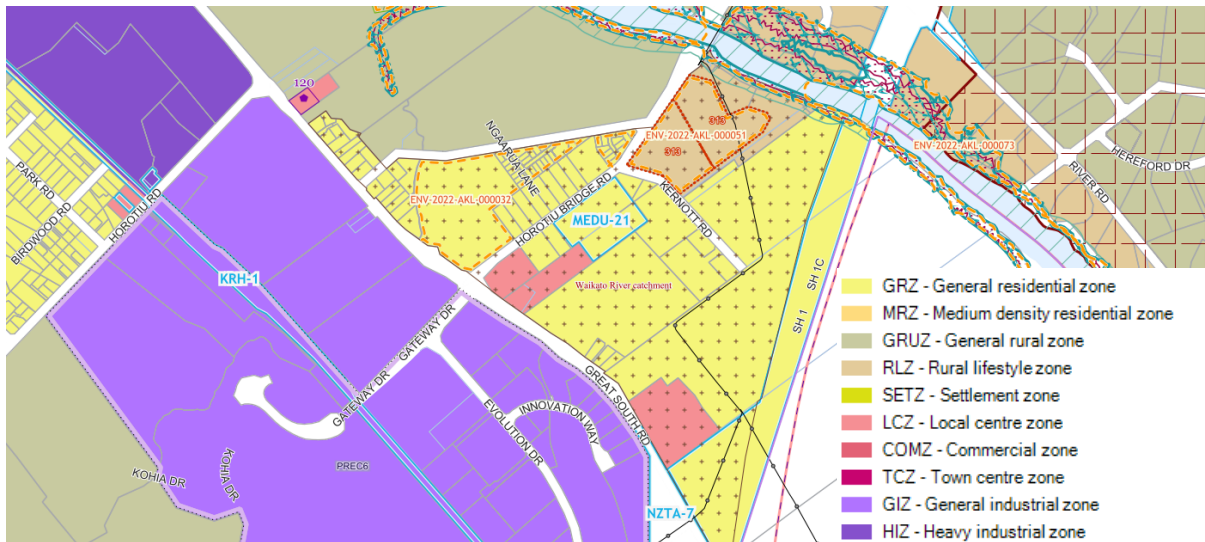 120
PARK RD
BIRDWOOD RD
HOROTIU RD
KRH-1
NGAARUA LANE
ENV-2022-AKL-000032
HOROTIU BRIDGE RD
MEDU-21
313
ENV-2022-AKL-000051
313
KERNOTT RD
ENV-2022-AKL-000073
RIVER RD
HEREFORD DR
Waikato River catchment
SH 1C
SH 1
GATEWAY DR
GATEWAY DR
GREAT SOUTH RD
INNOVATION WAY
EVOLUTION DR
KOHIA DR
KOHIA DR
PREC6
NZTA-7
GRZ - General residential zone
MRZ - Medium density residential zone
GRUZ - General rural zone
RLZ - Rural lifestyle zone
SETZ - Settlement zone
LCZ - Local centre zone
COMZ - Commercial zone
TCZ - Town centre zone
GIZ - General industrial zone
HIZ - Heavy industrial zone